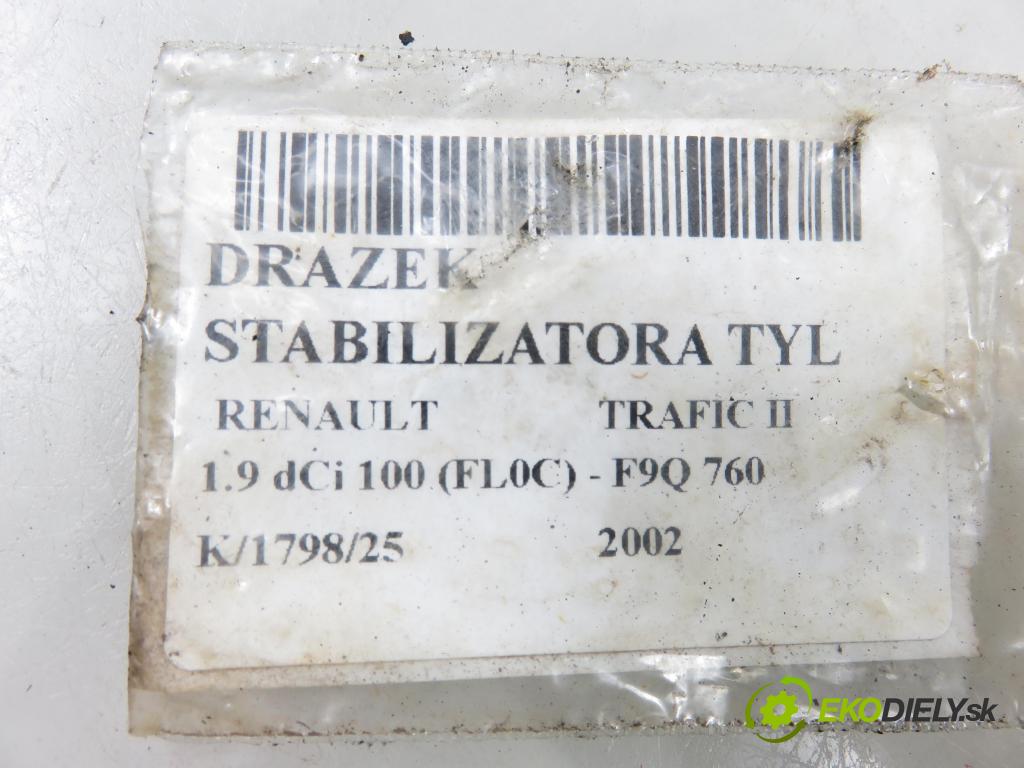 DRAZEK
STABILIZATORA TYL
RENAULT TRAFIC II
1.9 dCi 100 (FL0C) - F9Q 760
K/1798/25 2002
EKODIELY.sk